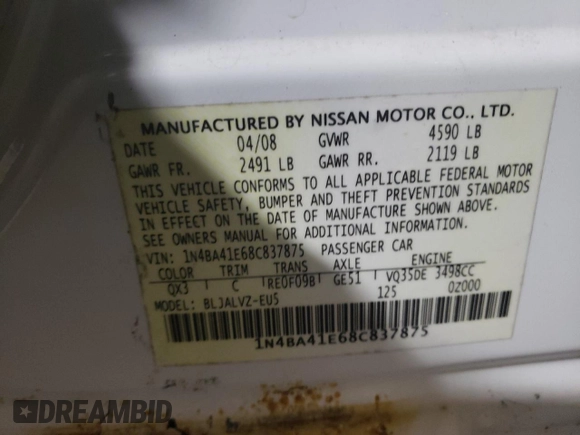 MANUFACTURED BY NISSAN MOTOR CO., LTD.
DATE 04/08 GVWR 4590 LB
GAWR FR. 2491 LB GAWR RR. 2119 LB
THIS VEHICLE CONFORMS TO ALL APPLICABLE FEDERAL MOTOR
VEHICLE SAFETY, BUMPER AND THEFT PREVENTION STANDARDS
IN EFFECT ON THE DATE OF MANUFACTURE SHOWN ABOVE.
SEE OWNERS MANUAL FOR ADDITIONAL INFORMATION.
VIN: 1N4BA41E68C837875 PASSENGER CAR
COLOR TRIM TRANS AXLE ENGINE
QX3 C RE0F09B GE51 VQ35DE 3498CC
MODEL: BLJALVZ-EU5 125 0Z000
1N4BA41E68C837875
DREAMBID